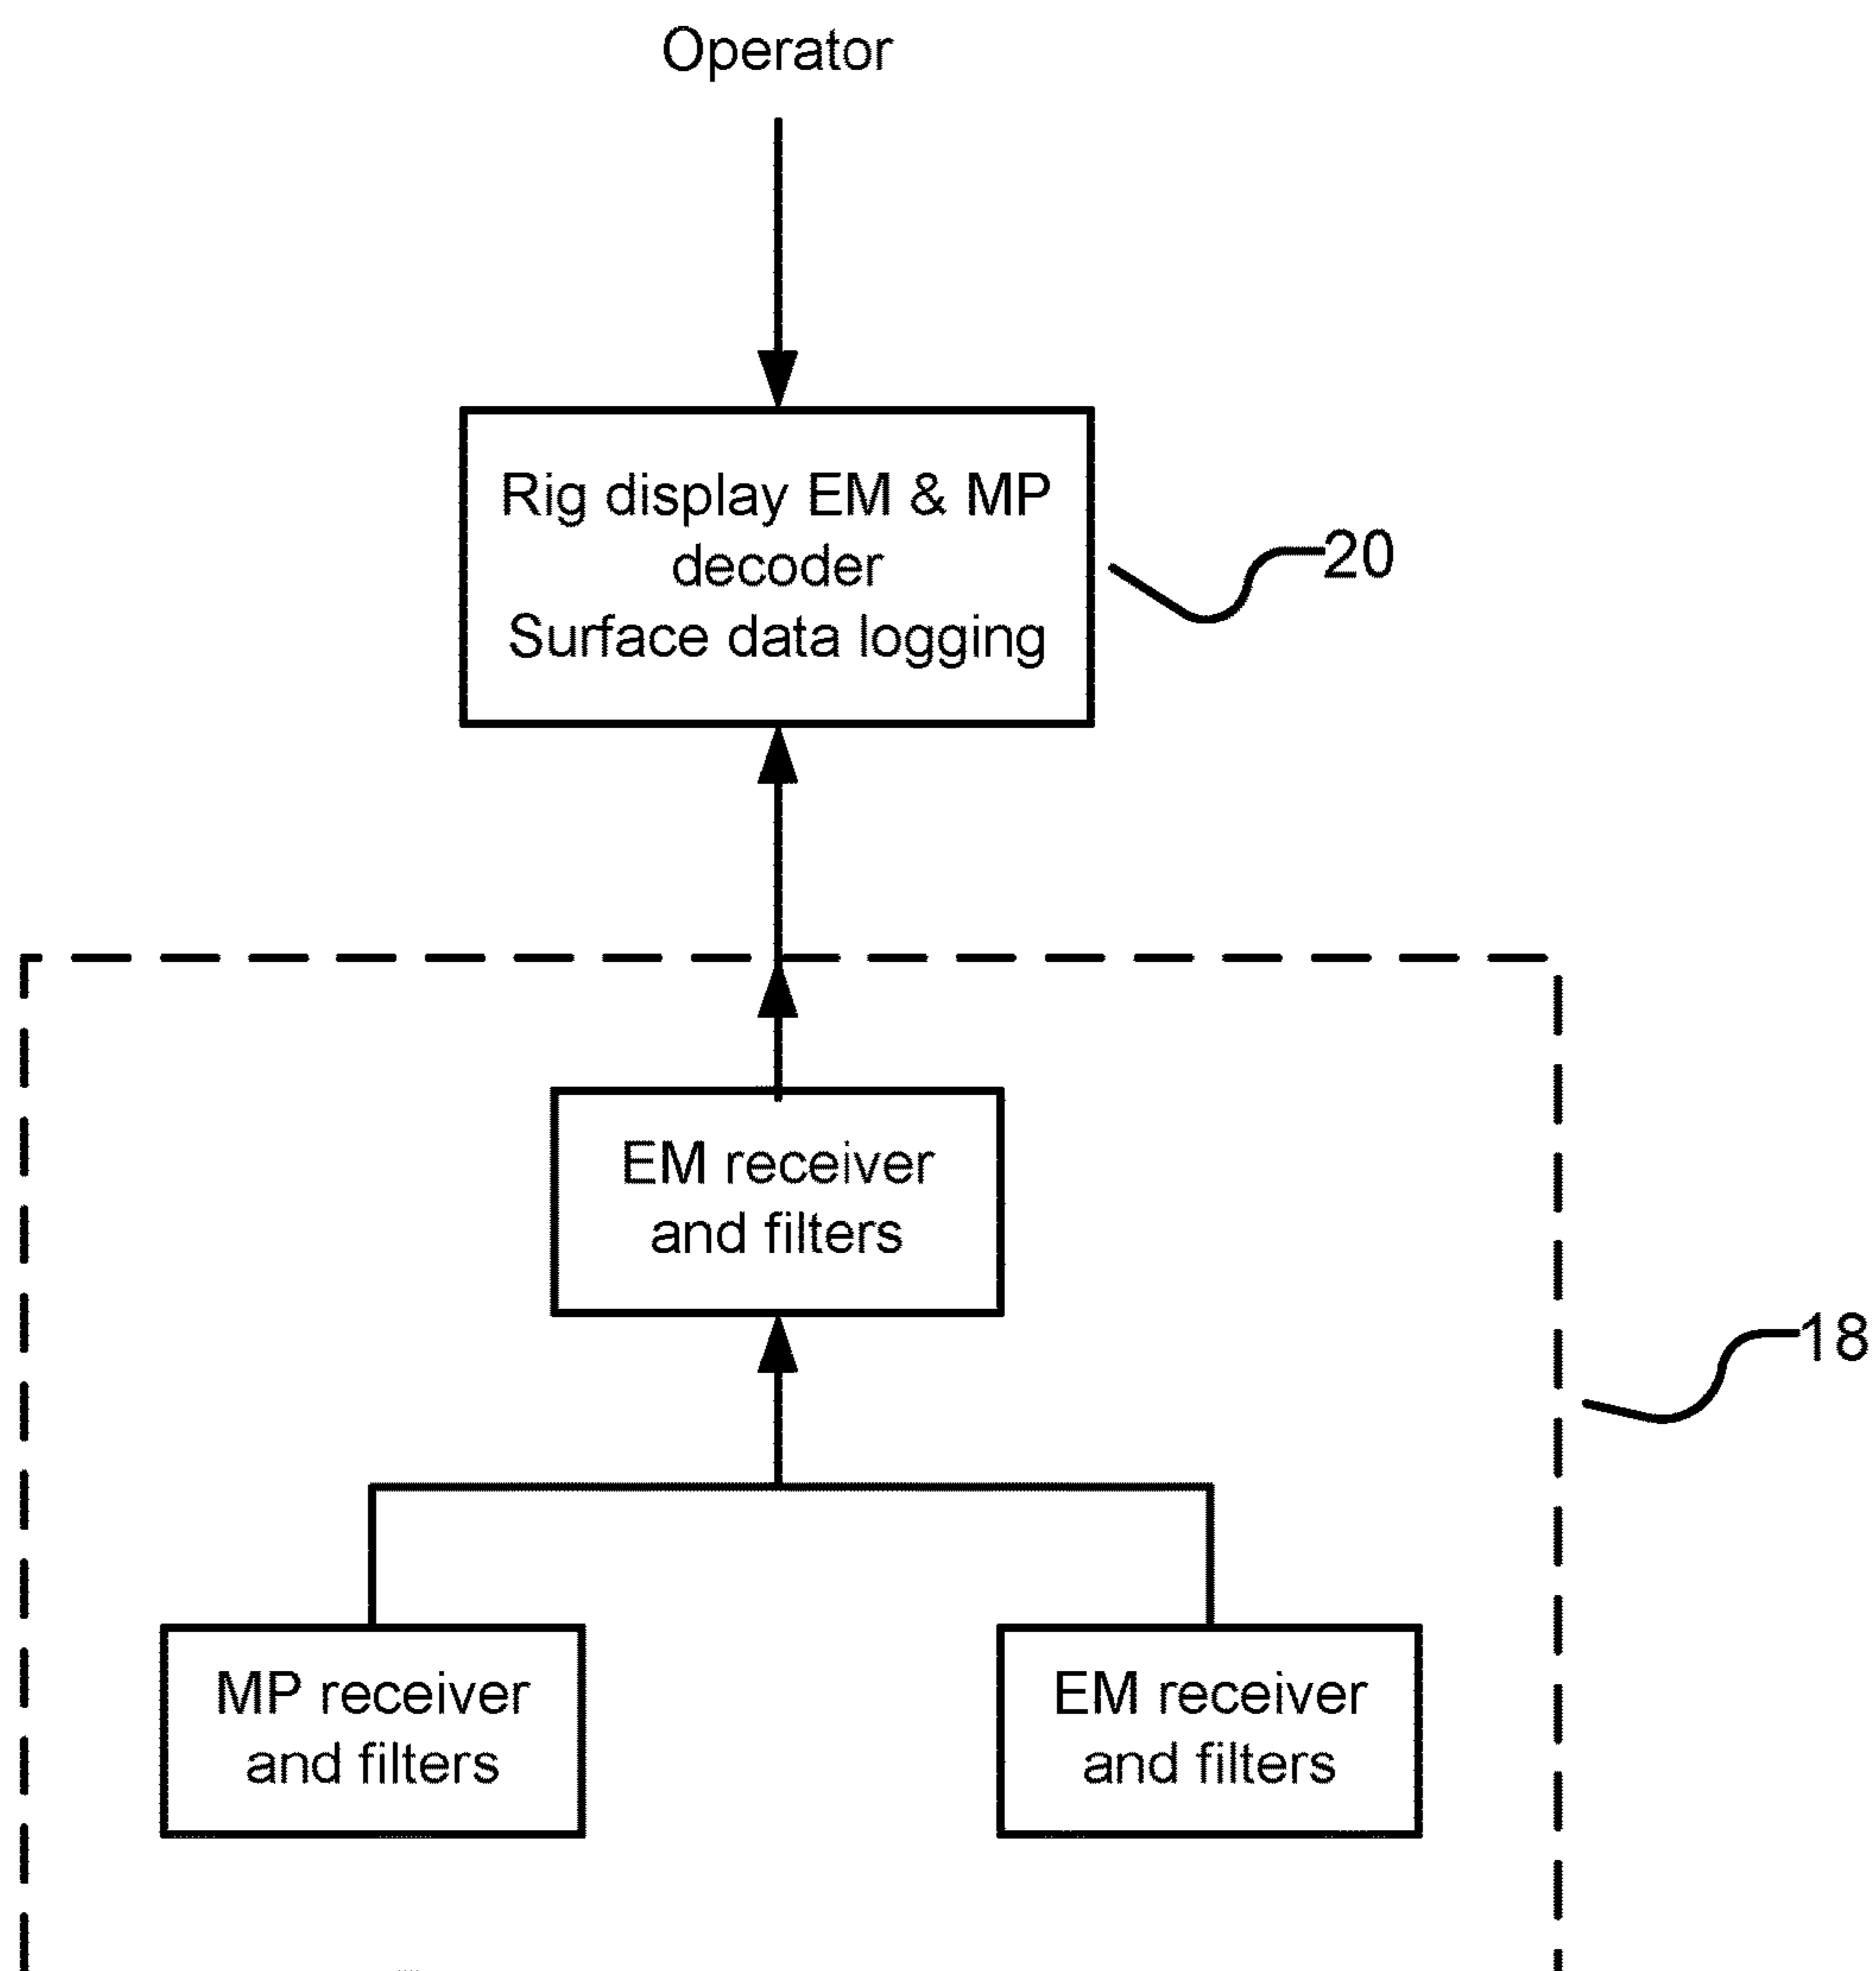 Operator
Rig display EM & MP
decoder
Surface data logging
20
EM receiver
and filters
18
MP receiver
and filters
EM receiver
and filters